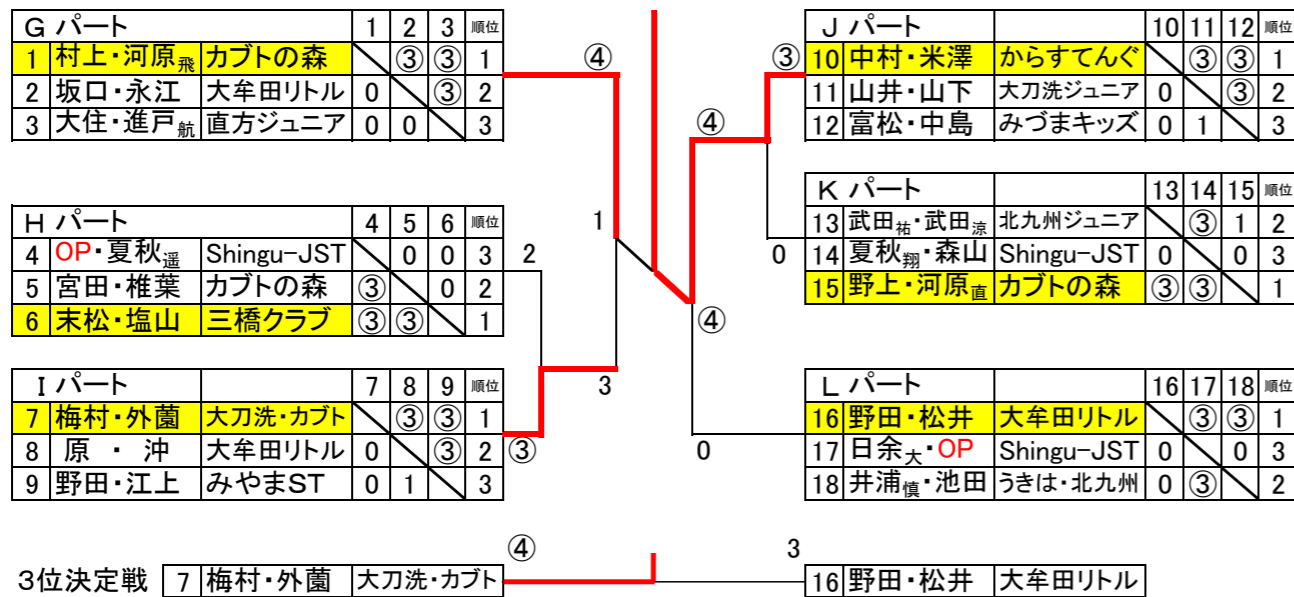 G パート 1 2 3 順位
1 村上・河原飛 カブトの森 ③ ③ 1
2 坂口・永江 大牟田リトル 0 ③ 2
3 大住・進戸航 直方ジュニア 0 0 3
④
H パート 4 5 6 順位
4 OP・夏秋遥 Shingu-JST 0 0 3
5 宮田・椎葉 カブトの森 ③ 0 2
6 末松・塩山 三橋クラブ ③ ③ 1
2
1
I パート 7 8 9 順位
7 梅村・外薗 大刀洗・カブト ③ ③ 1
8 原 ・ 沖 大牟田リトル 0 ③ 2
9 野田・江上 みやまST 0 1 3
③
3
J パート 10 11 12 順位
10 中村・米澤 からすてんぐ ③ ③ 1
11 山井・山下 大刀洗ジュニア 0 ③ 2
12 富松・中島 みづまキッズ 0 1 3
③
④
K パート 13 14 15 順位
13 武田祐・武田涼 北九州ジュニア ③ 1 2
14 夏秋翔・森山 Shingu-JST 0 0 3
15 野上・河原直 カブトの森 ③ ③ 1
0
④
L パート 16 17 18 順位
16 野田・松井 大牟田リトル ③ ③ 1
17 日余大・OP Shingu-JST 0 0 3
18 井浦慎・池田 うきは・北九州 0 ③ 2
0
3位決定戦 7 梅村・外薗 大刀洗・カブト ④ 3 16 野田・松井 大牟田リトル